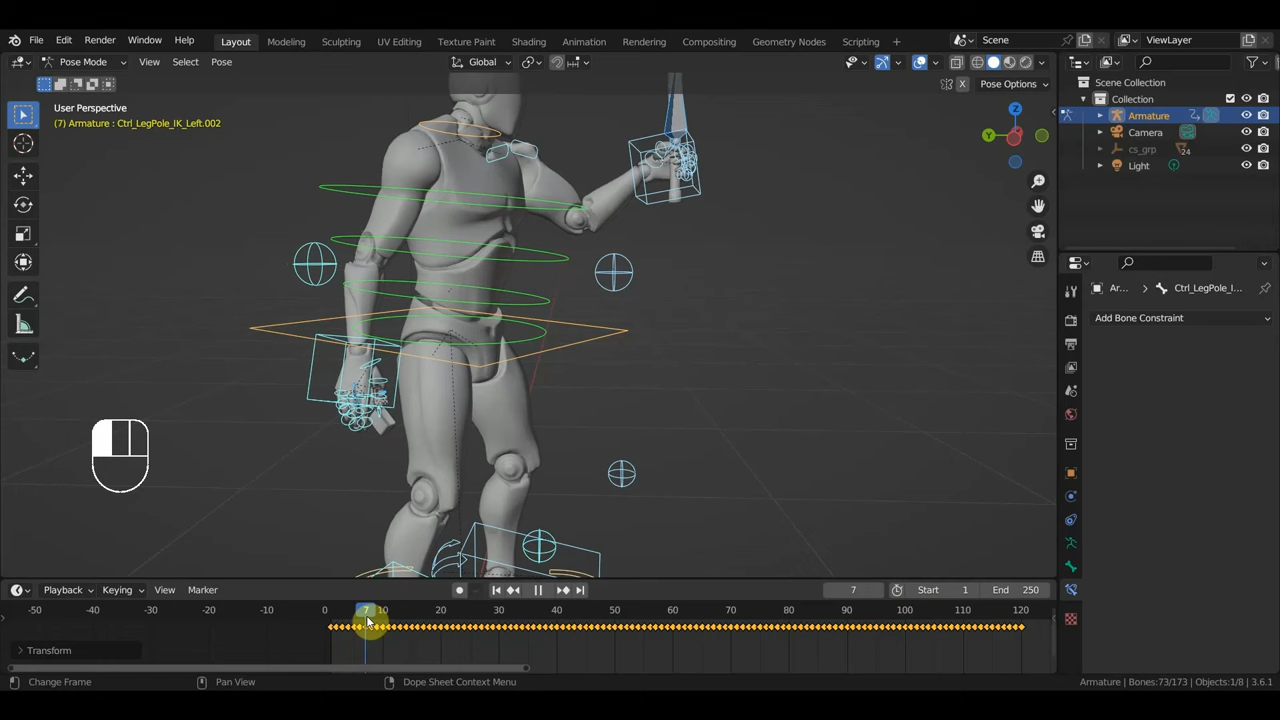 File Edit Render Window Help Layout Modeling Sculpting UV Editing Texture Paint Shading Animation Rendering Compositing Geometry Nodes Scripting + Scene ViewLayer
Pose Mode View Select Pose Global
X Pose Options
Scene Collection
Collection
Armature
Camera
cs_grp 24
Light
User Perspective
(7) Armature : Ctrl_LegPole_IK_Left.002
Z
Y
Ar... Ctrl_LegPole_I...
Add Bone Constraint
Playback Keying View Marker 7 Start 1 End 250
-50 -30 -20 -10 0 7 10 20 30 40 50 60 70 80 90 100 110 120
Transform
Change Frame Pan View Dope Sheet Context Menu Armature | Bones:73/173 | Objects:1/8 | 3.6.1